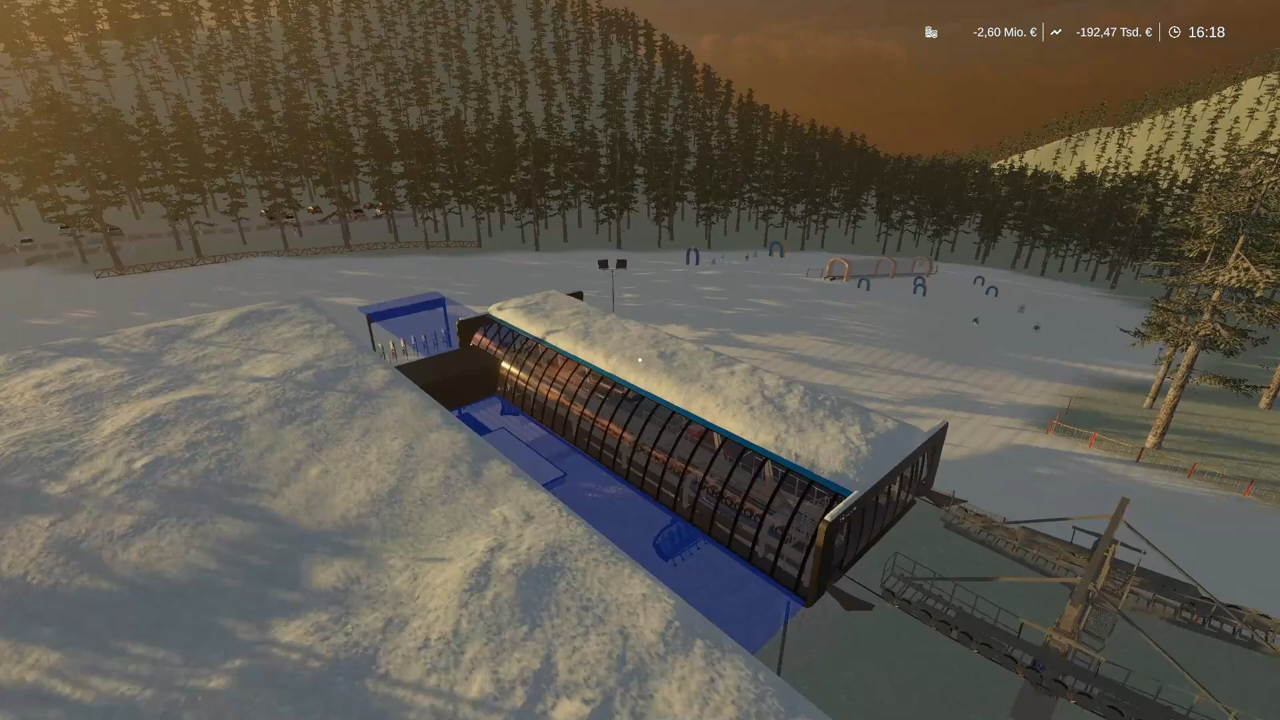 -2,60 Mio. € -192,47 Tsd. € 16:18